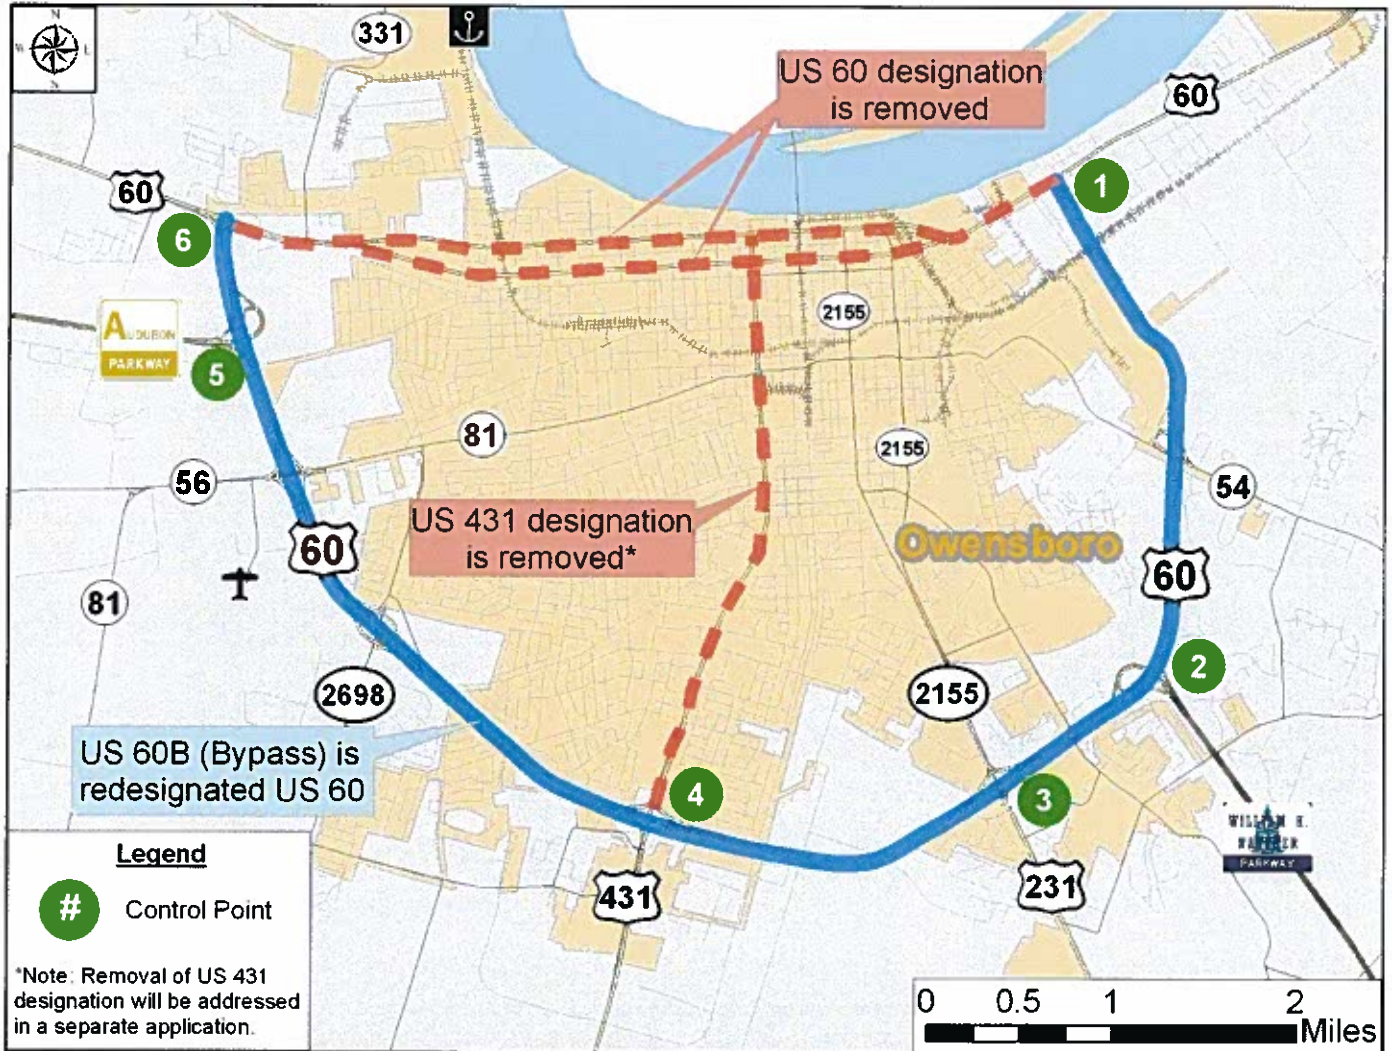 331
US 60 designation
is removed
60
1
60
6
2155
AUDUBON
PARKWAY
5
81
2155
56
54
US 431 designation
is removed*
Owensboro
60
60
81
2
2698
2155
US 60B (Bypass) is
redesignated US 60
4
3
WILLIAM H.
NATCHER
PARKWAY
Legend
431
231
# Control Point
*Note: Removal of US 431
designation will be addressed
in a separate application.
0 0.5 1 2
Miles